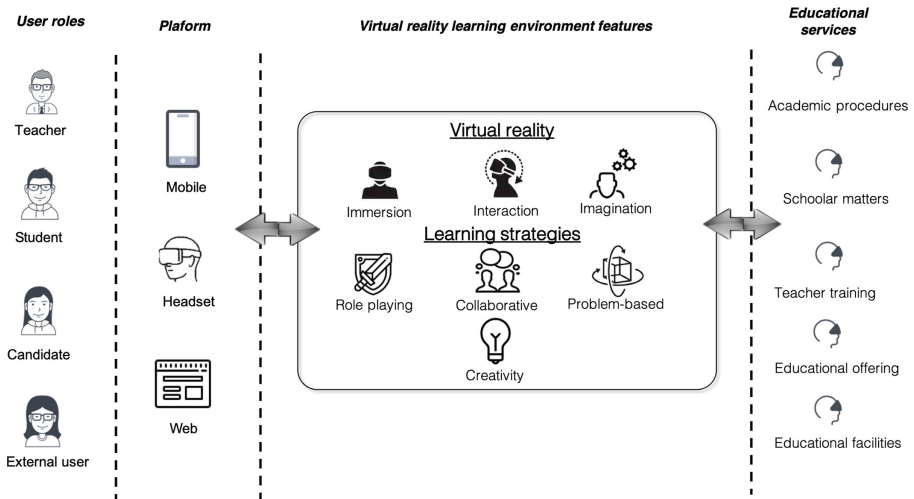 User roles
Teacher
Student
Candidate
External user
Plaform
Mobile
Headset
Web
Virtual reality learning environment features
Virtual reality
Immersion
Interaction
Imagination
Learning strategies
Role playing
Collaborative
Problem-based
Creativity
Educational
services
Academic procedures
Schoolar matters
Teacher training
Educational offering
Educational facilities